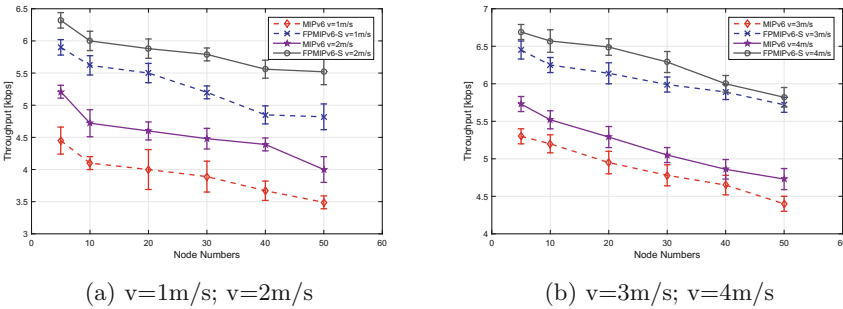 6.5
6
5.5
5
4.5
4
3.5
3
Throughput [kbps]
0
10
20
30
40
50
60
Node Numbers
MIPv6 v=1m/s
FPMIPv6-S v=1m/s
MIPv6 v=2m/s
FPMIPv6-S v=2m/s
(a) v=1m/s; v=2m/s
7
6.5
6
5.5
5
4.5
4
Throughput [kbps]
0
10
20
30
40
50
60
Node Numbers
MIPv6 v=3m/s
FPMIPv6-S v=3m/s
MIPv6 v=4m/s
FPMIPv6-S v=4m/s
(b) v=3m/s; v=4m/s